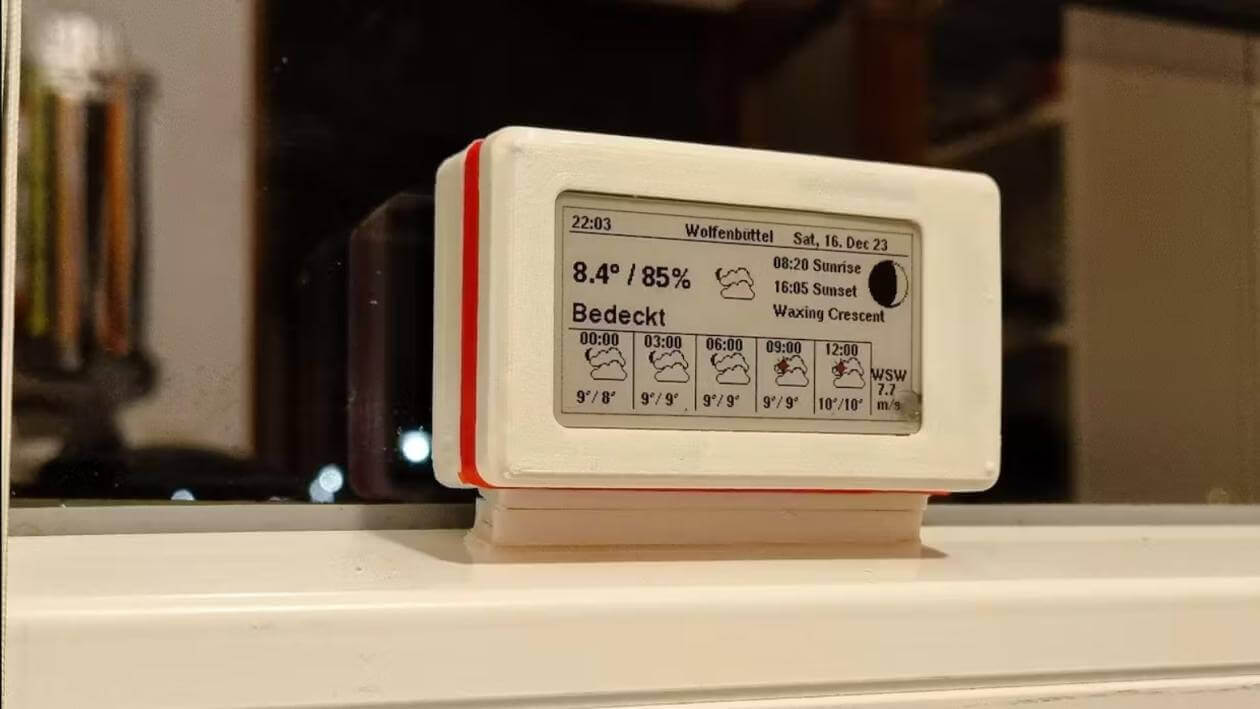 22:03 Wolfenbüttel Sat, 16. Dec 23
8.4° / 85%
08:20 Sunrise
16:05 Sunset
Bedeckt
Waxing Crescent
00:00 03:00 06:00 09:00 12:00
9°/ 8° 9°/ 9° 9°/ 9° 9°/ 9° 10°/10°
WSW
7.7
m/s